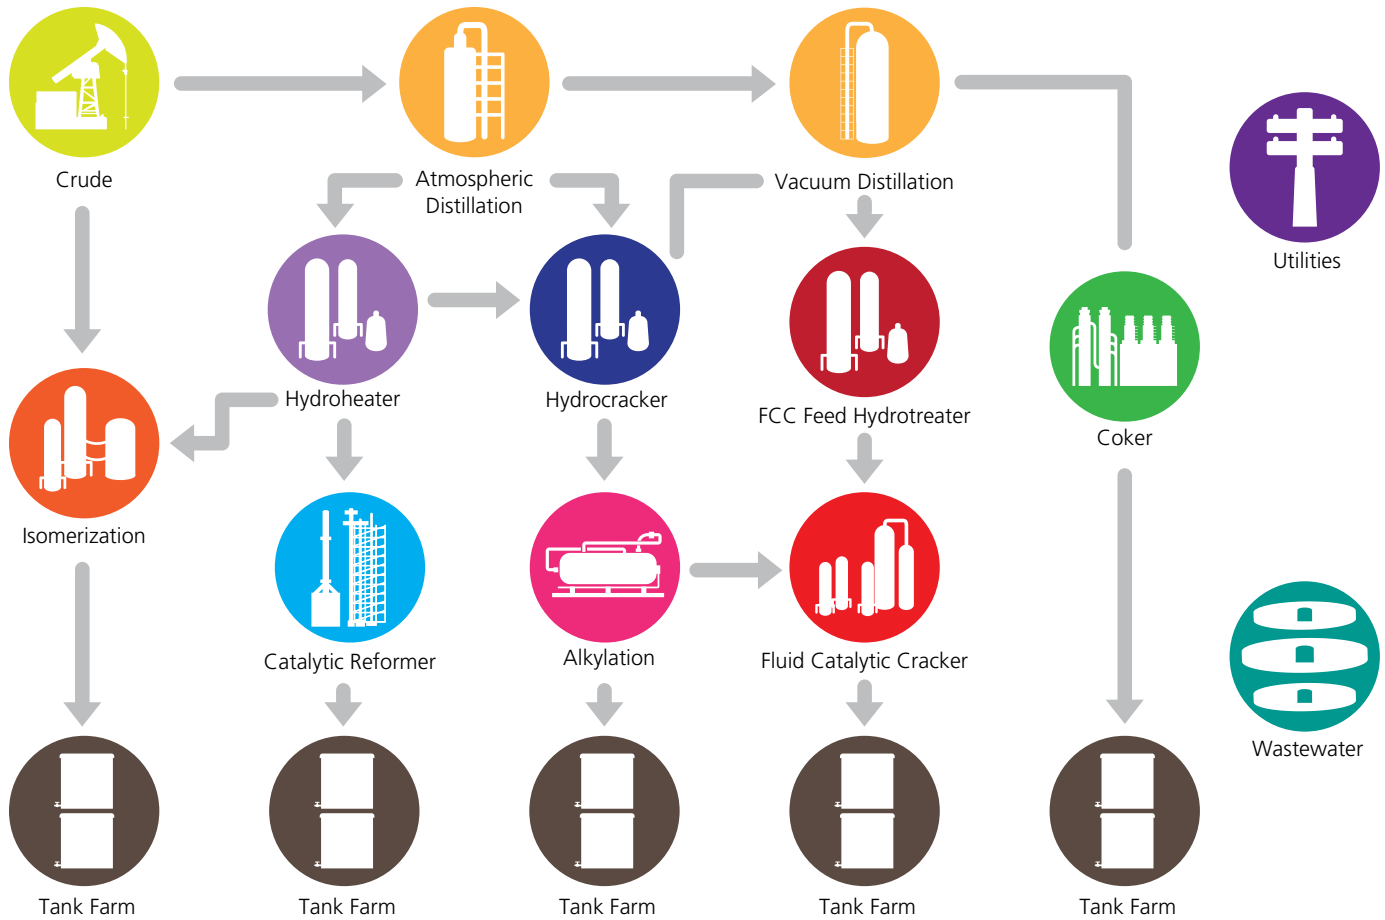 Crude
Atmospheric
Distillation
Vacuum Distillation
Utilities
Hydroheater
Hydrocracker
FCC Feed Hydrotreater
Coker
Isomerization
Catalytic Reformer
Alkylation
Fluid Catalytic Cracker
Wastewater
Tank Farm
Tank Farm
Tank Farm
Tank Farm
Tank Farm